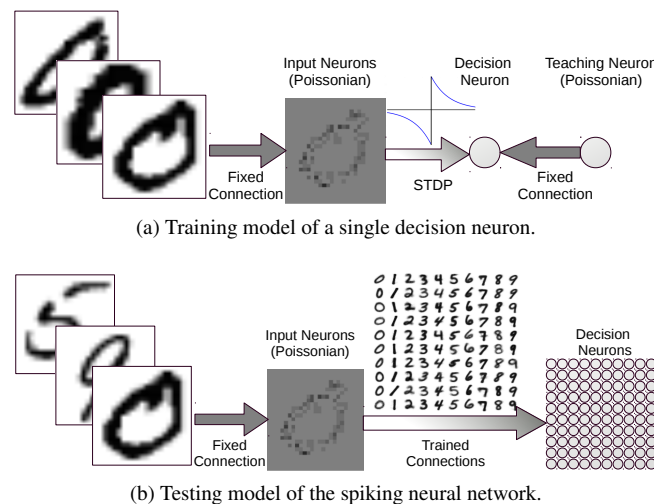 Input Neurons
(Poissonian)
Decision
Neuron
Teaching Neuron
(Poissonian)
Fixed
Connection
STDP
Fixed
Connection
(a) Training model of a single decision neuron.
0 1 2 3 4 5 6 7 8 9
0 1 2 3 4 5 6 7 8 9
0 1 2 3 4 5 6 7 8 9
0 1 2 3 4 5 6 7 8 9
0 1 2 3 4 5 6 7 8 9
0 1 2 3 4 5 6 7 8 9
0 1 2 3 4 5 6 7 8 9
0 1 2 3 4 5 6 7 8 9
0 1 2 3 4 5 6 7 8 9
0 1 2 3 4 5 6 7 8 9
Input Neurons
(Poissonian)
Decision
Neurons
Fixed
Connection
Trained
Connections
(b) Testing model of the spiking neural network.